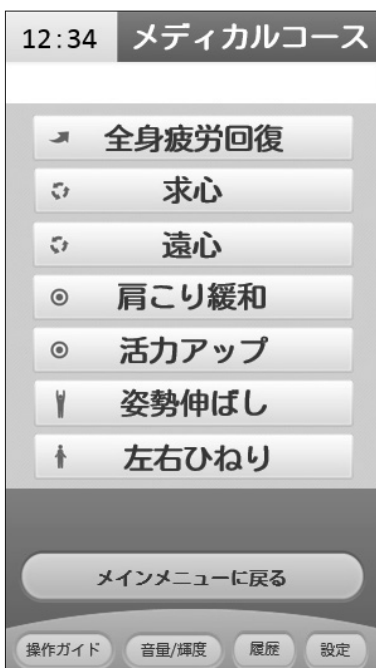 12:34 メディカルコース
全身疲労回復
求心
遠心
肩こり緩和
活力アップ
姿勢伸ばし
左右ひねり
メインメニューに戻る
操作ガイド 音量/輝度 履歴 設定